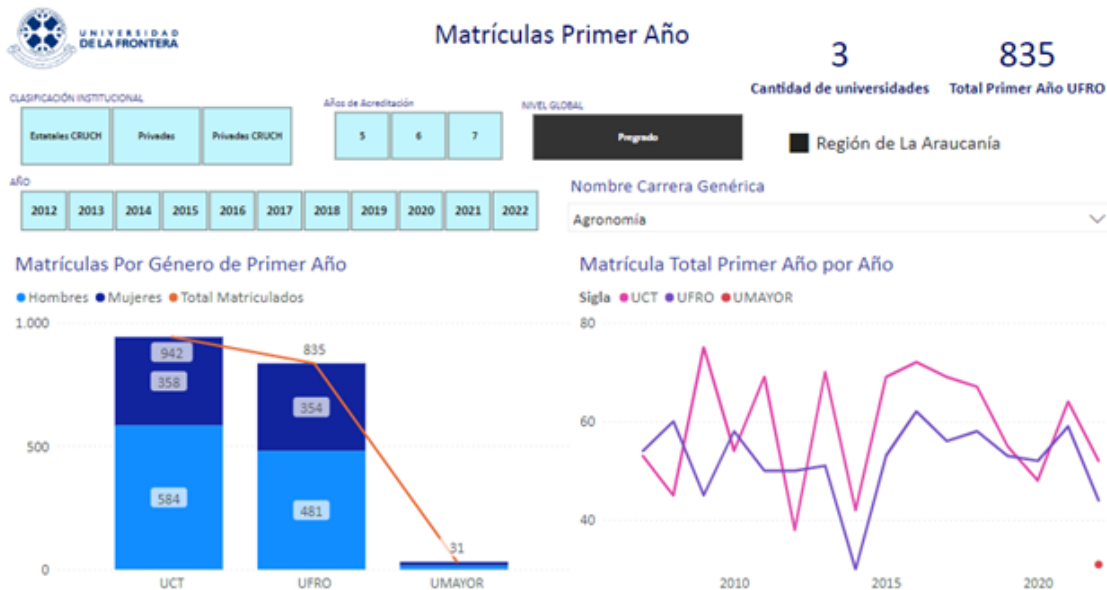 UNIVERSIDAD
DE LA FRONTERA
Matrículas Primer Año
3
Cantidad de universidades
835
Total Primer Año UFRO
CLASIFICACIÓN INSTITUCIONAL
Estatales CRUCH
Privadas
Privadas CRUCH
Años de Acreditación
5
6
7
NIVEL GLOBAL
Pregrado
Región de La Araucanía
AÑO
2012
2013
2014
2015
2016
2017
2018
2019
2020
2021
2022
Nombre Carrera Genérica
Agronomía
Matrículas Por Género de Primer Año
Hombres Mujeres Total Matriculados
1.000
500
0
942
358
584
835
354
481
31
UCT
UFRO
UMAYOR
Matrícula Total Primer Año por Año
Sigla UCT UFRO UMAYOR
80
60
40
2010
2015
2020